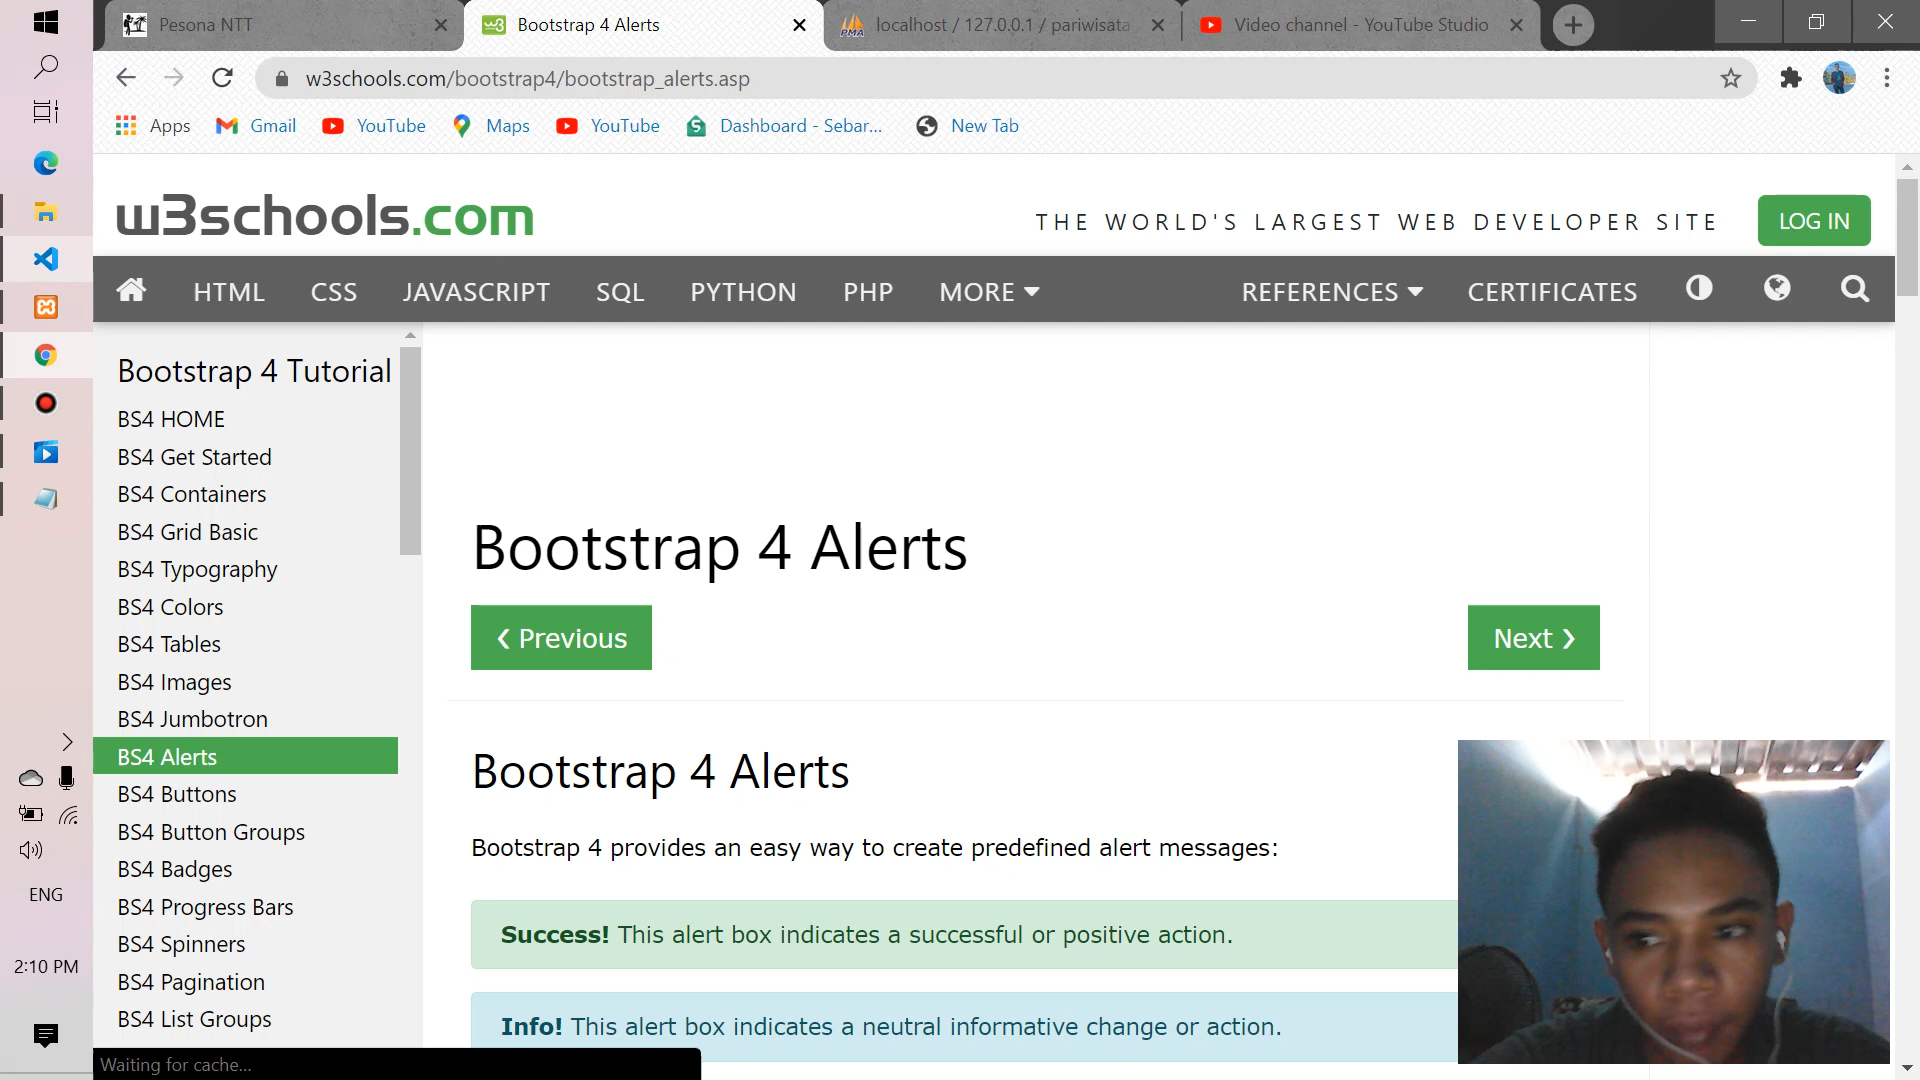 Pesona NTT
Bootstrap 4 Alerts
localhost / 127.0.0.1 / pariwisata
Video channel - YouTube Studio
w3schools.com/bootstrap4/bootstrap_alerts.asp
Apps
Gmail
YouTube
Maps
YouTube
Dashboard - Sebar...
New Tab
w3schools.com
THE WORLD'S LARGEST WEB DEVELOPER SITE
LOG IN
HTML
CSS
JAVASCRIPT
SQL
PYTHON
PHP
MORE
REFERENCES
CERTIFICATES
Bootstrap 4 Tutorial
BS4 HOME
BS4 Get Started
BS4 Containers
BS4 Grid Basic
BS4 Typography
BS4 Colors
BS4 Tables
BS4 Images
BS4 Jumbotron
BS4 Alerts
BS4 Buttons
BS4 Button Groups
BS4 Badges
BS4 Progress Bars
BS4 Spinners
BS4 Pagination
BS4 List Groups
Bootstrap 4 Alerts
❮ Previous
Next ❯
Bootstrap 4 Alerts
Bootstrap 4 provides an easy way to create predefined alert messages:
Success! This alert box indicates a successful or positive action.
Info! This alert box indicates a neutral informative change or action.
ENG
2:10 PM
Waiting for cache...
PMA